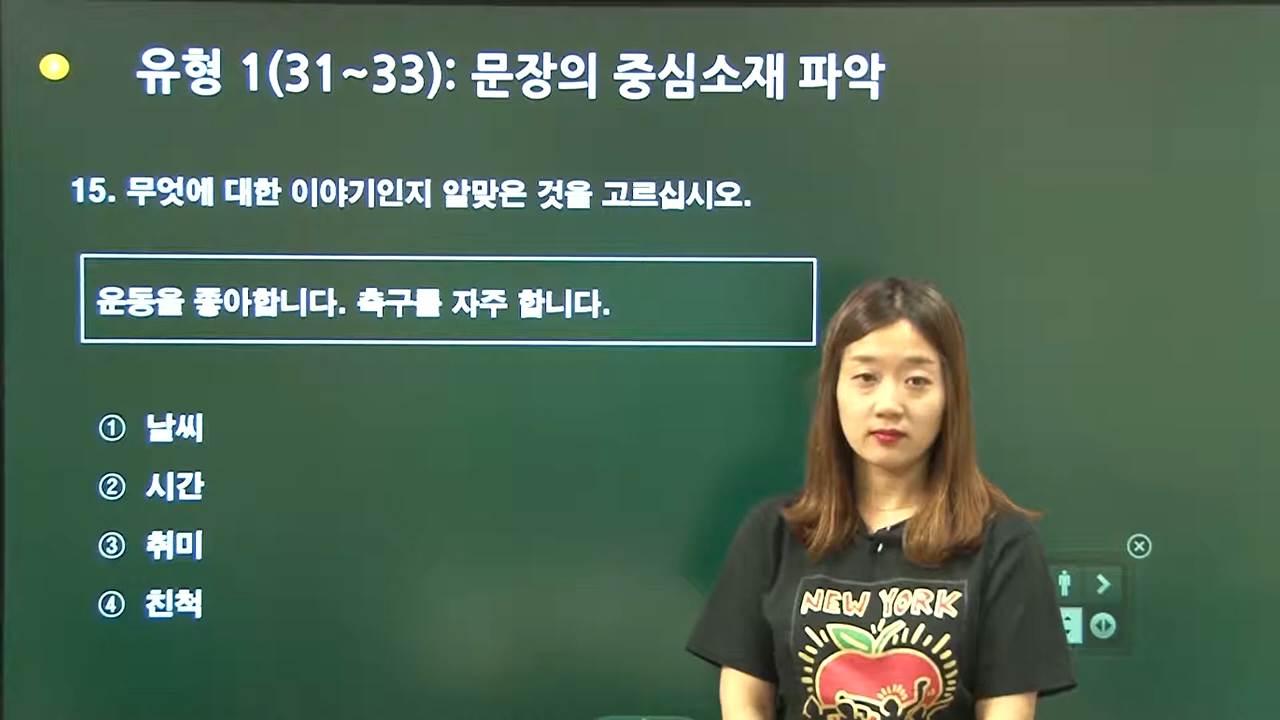 유형 1(31~33): 문장의 중심소재 파악
15. 무엇에 대한 이야기인지 알맞은 것을 고르십시오.
운동을 좋아합니다. 축구를 자주 합니다.
① 날씨
② 시간
③ 취미
④ 친척
NEW YORK